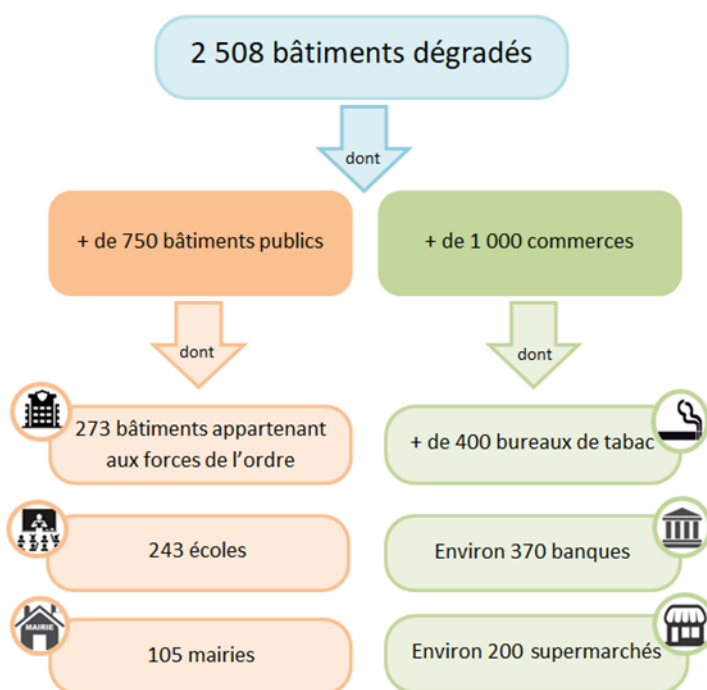 2 508 bâtiments dégradés
dont
+ de 750 bâtiments publics
+ de 1 000 commerces
dont
dont
273 bâtiments appartenant
aux forces de l'ordre
+ de 400 bureaux de tabac
243 écoles
Environ 370 banques
MAIRIE
105 mairies
Environ 200 supermarchés